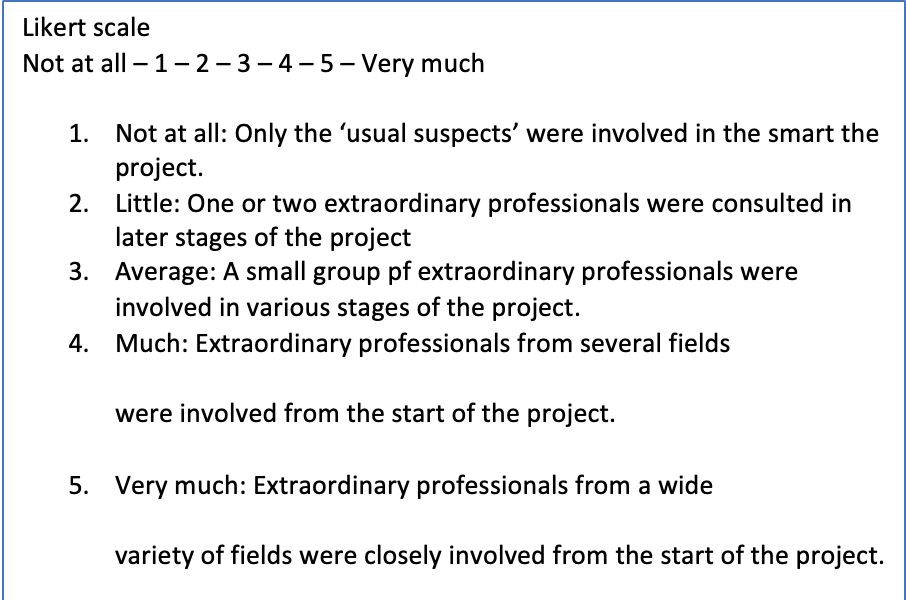 Likert scale
Not at all – 1 – 2 – 3 – 4 – 5 – Very much
1. Not at all: Only the ‘usual suspects’ were involved in the smart the
project.
2. Little: One or two extraordinary professionals were consulted in
later stages of the project
3. Average: A small group pf extraordinary professionals were
involved in various stages of the project.
4. Much: Extraordinary professionals from several fields
were involved from the start of the project.
5. Very much: Extraordinary professionals from a wide
variety of fields were closely involved from the start of the project.